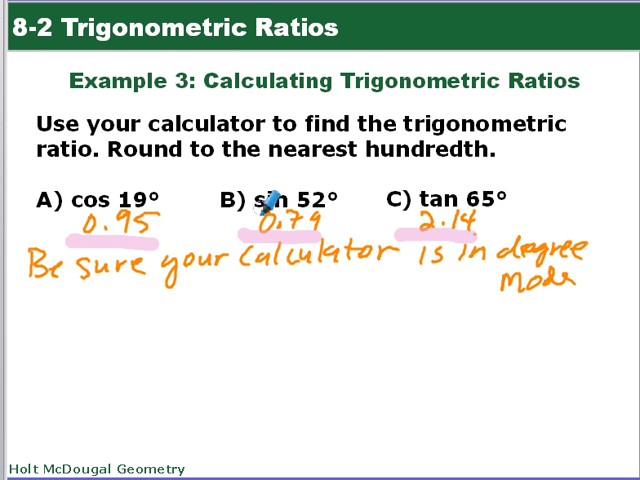 8-2 Trigonometric Ratios
Example 3: Calculating Trigonometric Ratios
Use your calculator to find the trigonometric
ratio. Round to the nearest hundredth.
A) cos 19° B) sin 52° C) tan 65°
0.95 0.79 2.14
Be sure your calculator is in degree
mode
Holt McDougal Geometry